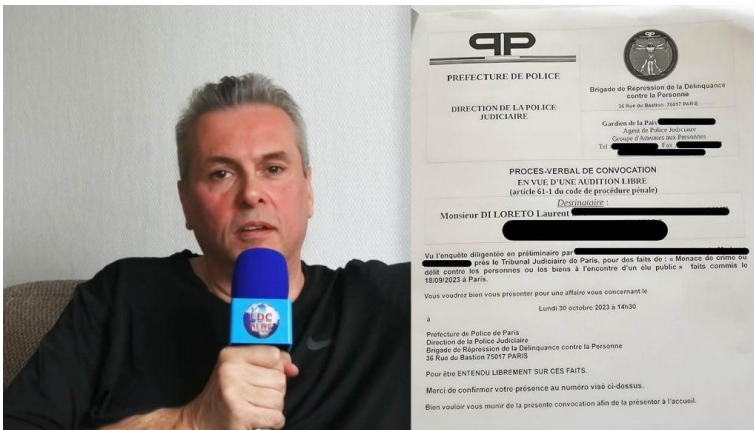 LDC
NEWS
PP
PREFECTURE DE POLICE
DIRECTION DE LA POLICE
JUDICIAIRE
Brigade de Répression de la Délinquance
contre la Personne
36 Rue du Bastion 75017 PARIS
Gardien de la Paix
Agent de Police Judiciaire
Groupe d'Atteintes aux Personnes
Tel : Fax :
PROCES-VERBAL DE CONVOCATION
EN VUE D'UNE AUDITION LIBRE
(article 61-1 du code de procédure pénale)
Destinataire :
Monsieur DI LORETO Laurent
Vu l'enquête diligentée en préliminaire par
près le Tribunal Judiciaire de Paris, pour des faits de : « Menace de crime ou
délit contre les personnes ou les biens à l'encontre d'un élu public » faits commis le
18/09/2023 à Paris.
Vous voudrez bien vous présenter pour une affaire vous concernant le
Lundi 30 octobre 2023 à 14h30
à
Préfecture de Police de Paris
Direction de la Police Judiciaire
Brigade de Répression de la Délinquance contre la Personne
36 Rue du Bastion 75017 PARIS
Pour être ENTENDU LIBREMENT SUR CES FAITS.
Merci de confirmer votre présence au numéro visé ci-dessus.
Bien vouloir vous munir de la présente convocation afin de la présenter à l'accueil.